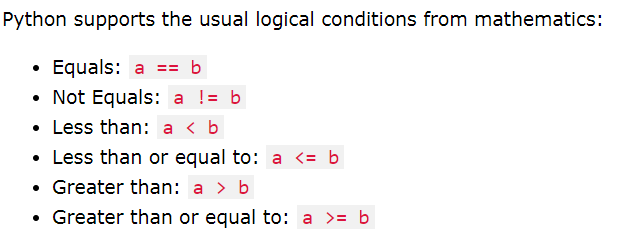 Python supports the usual logical conditions from mathematics:
• Equals: a == b
• Not Equals: a != b
• Less than: a < b
• Less than or equal to: a <= b
• Greater than: a > b
• Greater than or equal to: a >= b